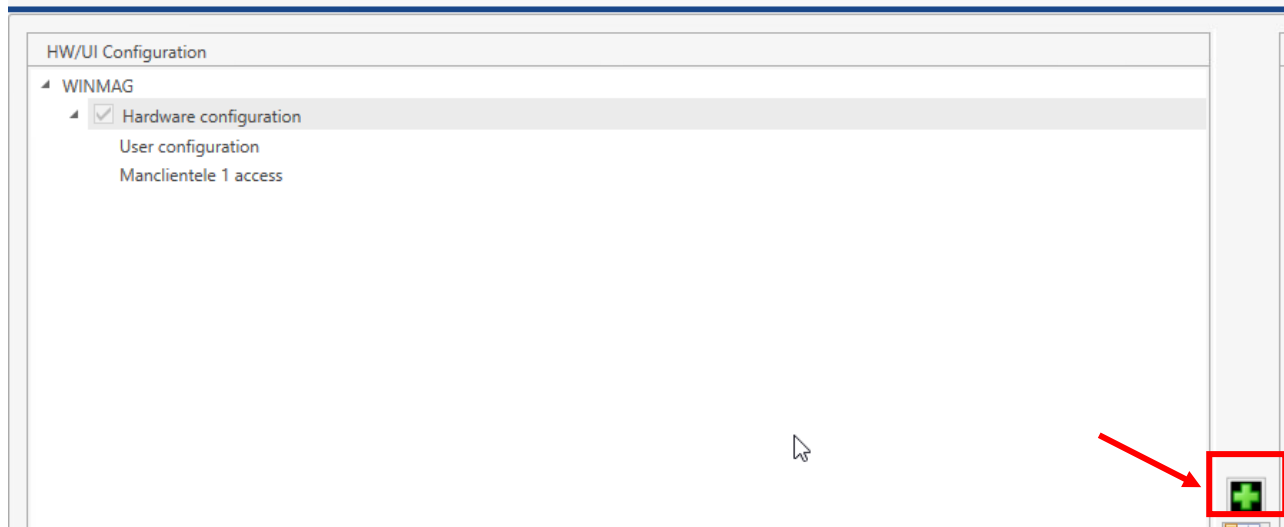 HW/UI Configuration
WINMAG
Hardware configuration
User configuration
Manclientele 1 access